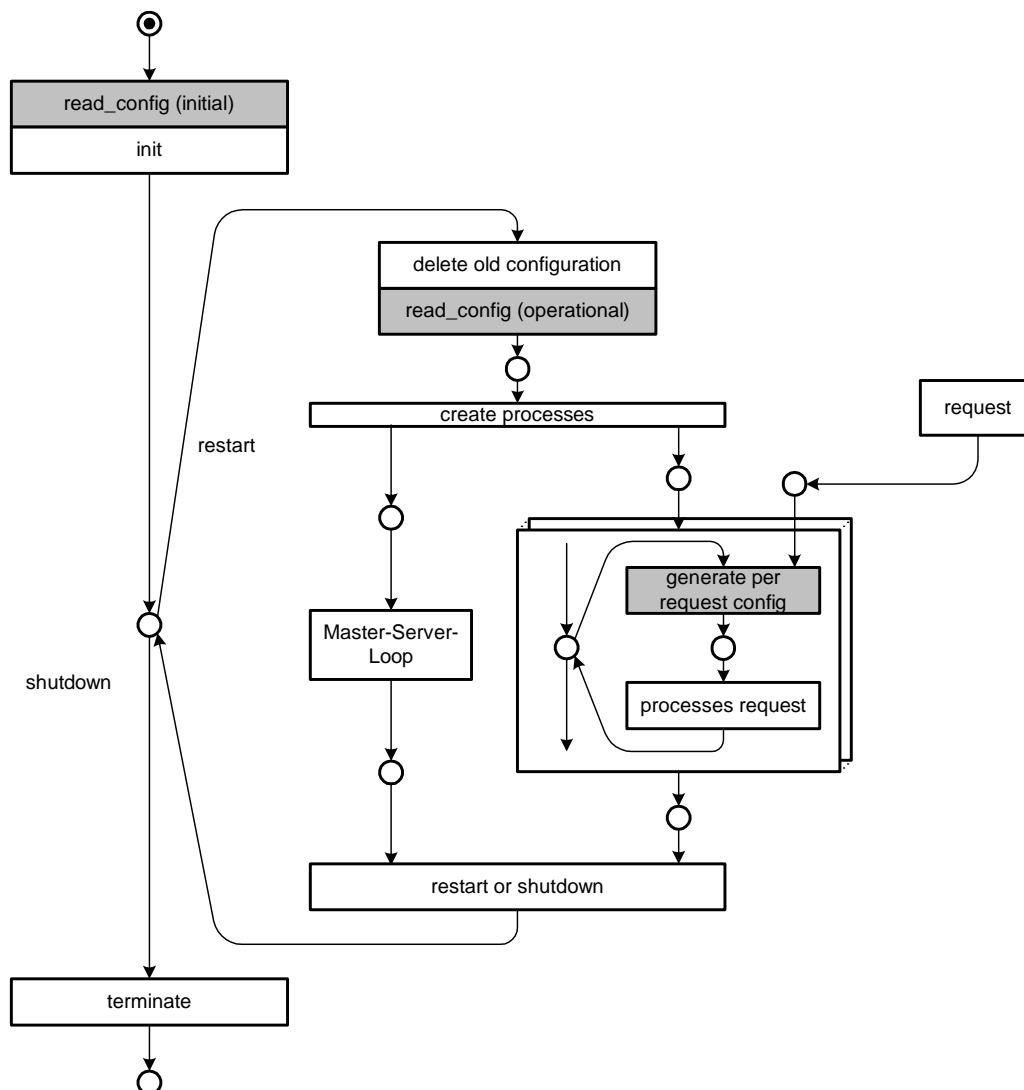 read_config (initial)
init
delete old configuration
read_config (operational)
create processes
request
restart
generate per
request config
Master-Server-
Loop
shutdown
processes request
restart or shutdown
terminate